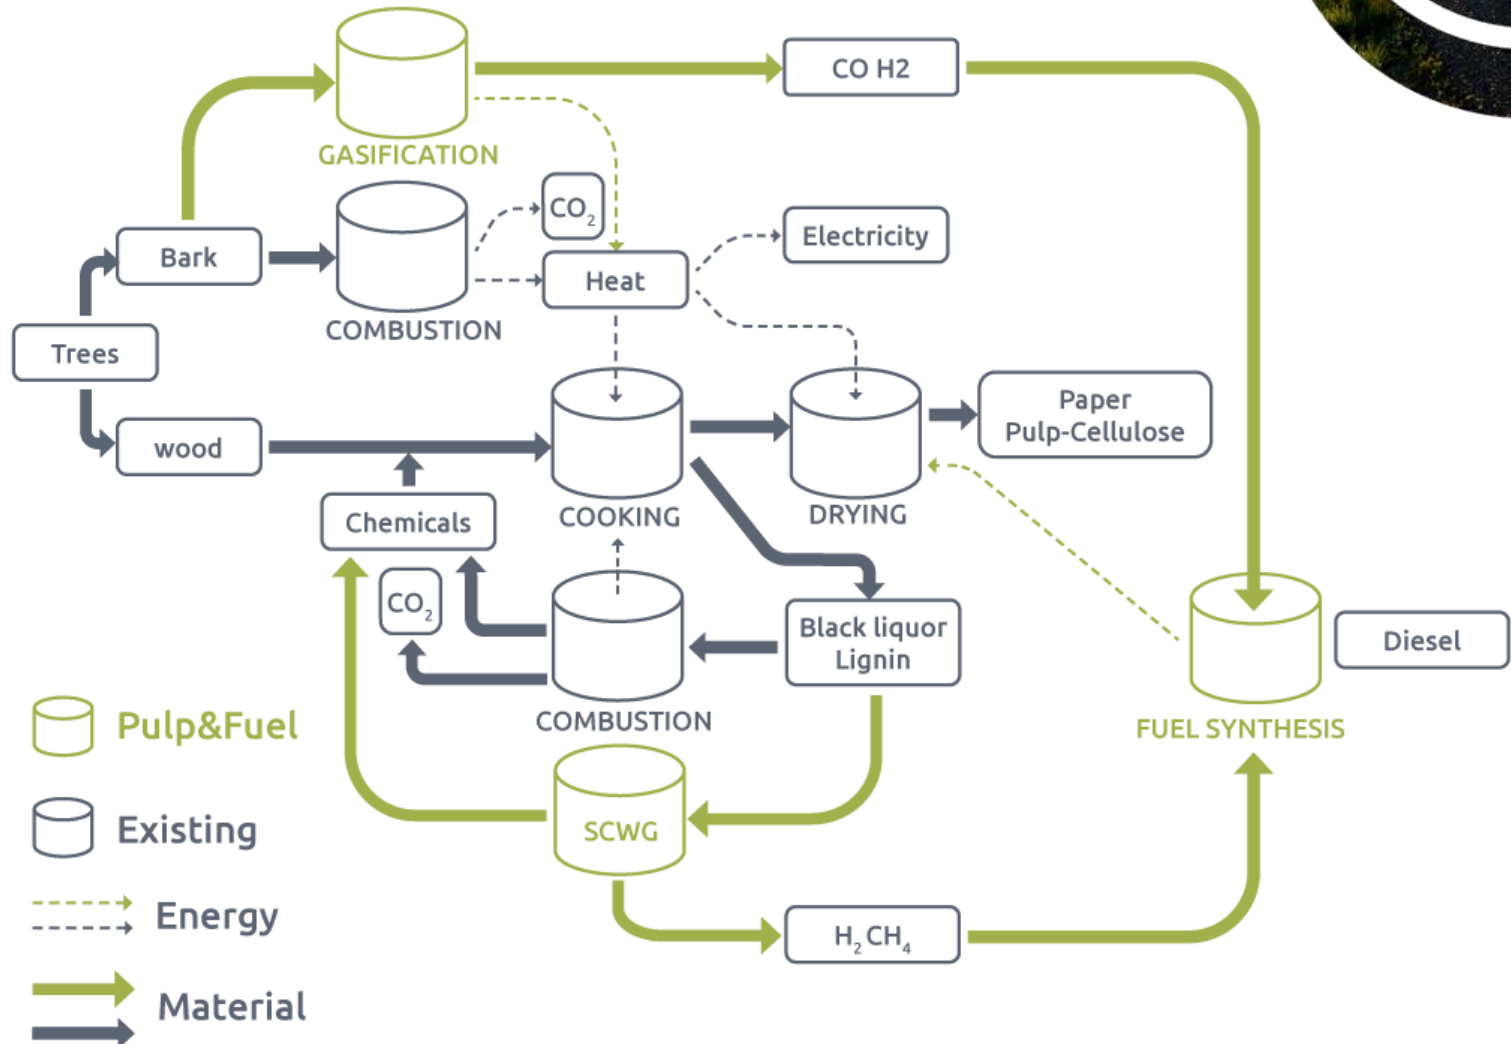 CO H2
GASIFICATION
CO₂
Electricity
Bark
Heat
COMBUSTION
Trees
Paper
Pulp-Cellulose
wood
Chemicals
COOKING
DRYING
CO₂
Black liquor
Lignin
Diesel
COMBUSTION
FUEL SYNTHESIS
Pulp&Fuel
SCWG
Existing
Energy
H₂ CH₄
Material